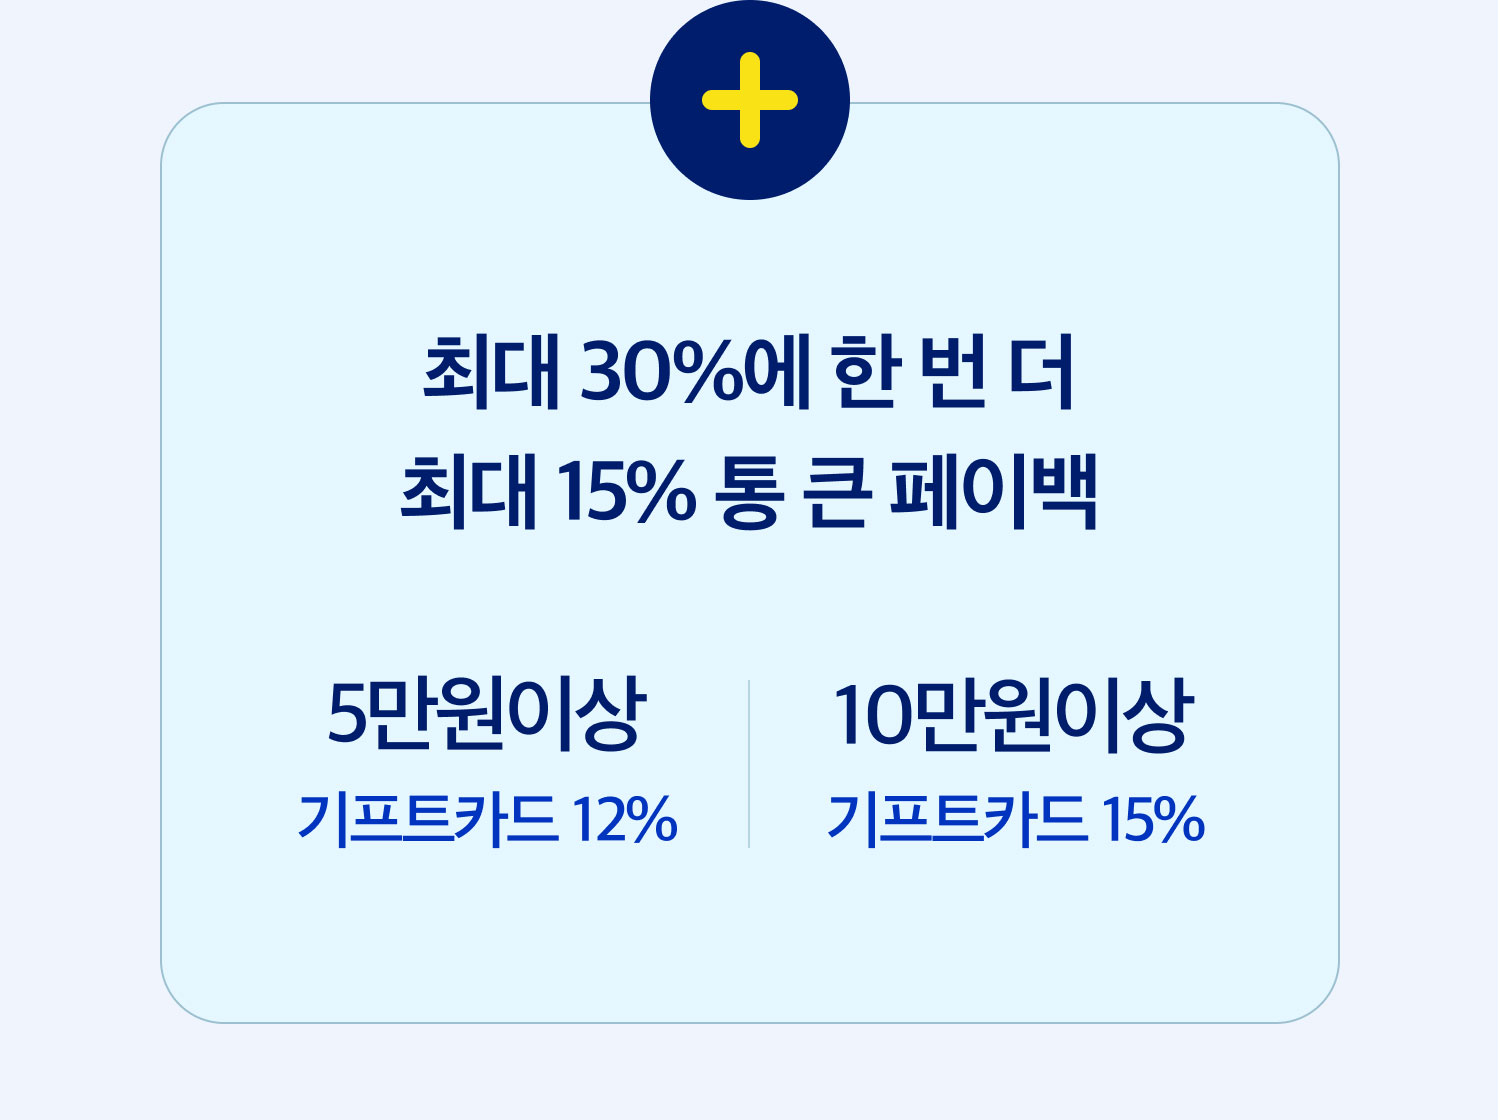 최대 30%에 한 번 더
최대 15% 통 큰 페이백
5만원이상
기프트카드 12%
10만원이상
기프트카드 15%